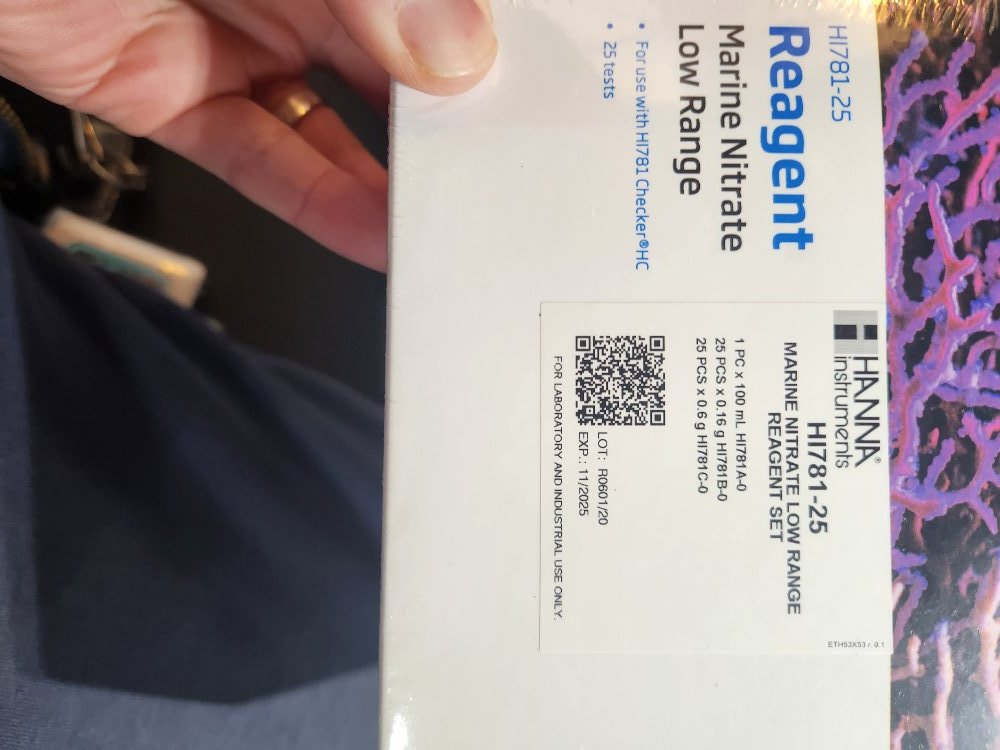 HI781-25
Reagent
Marine Nitrate
Low Range
• For use with HI781 Checker®HC
• 25 tests
HANNA®
instruments
HI781-25
MARINE NITRATE LOW RANGE
REAGENT SET
1 PC x 100 mL HI781A-0
25 PCS x 0.16 g HI781B-0
25 PCS x 0.6 g HI781C-0
LOT: R0601/20
EXP.: 11/2025
FOR LABORATORY AND INDUSTRIAL USE ONLY.
ETH53X53 r. 0.1